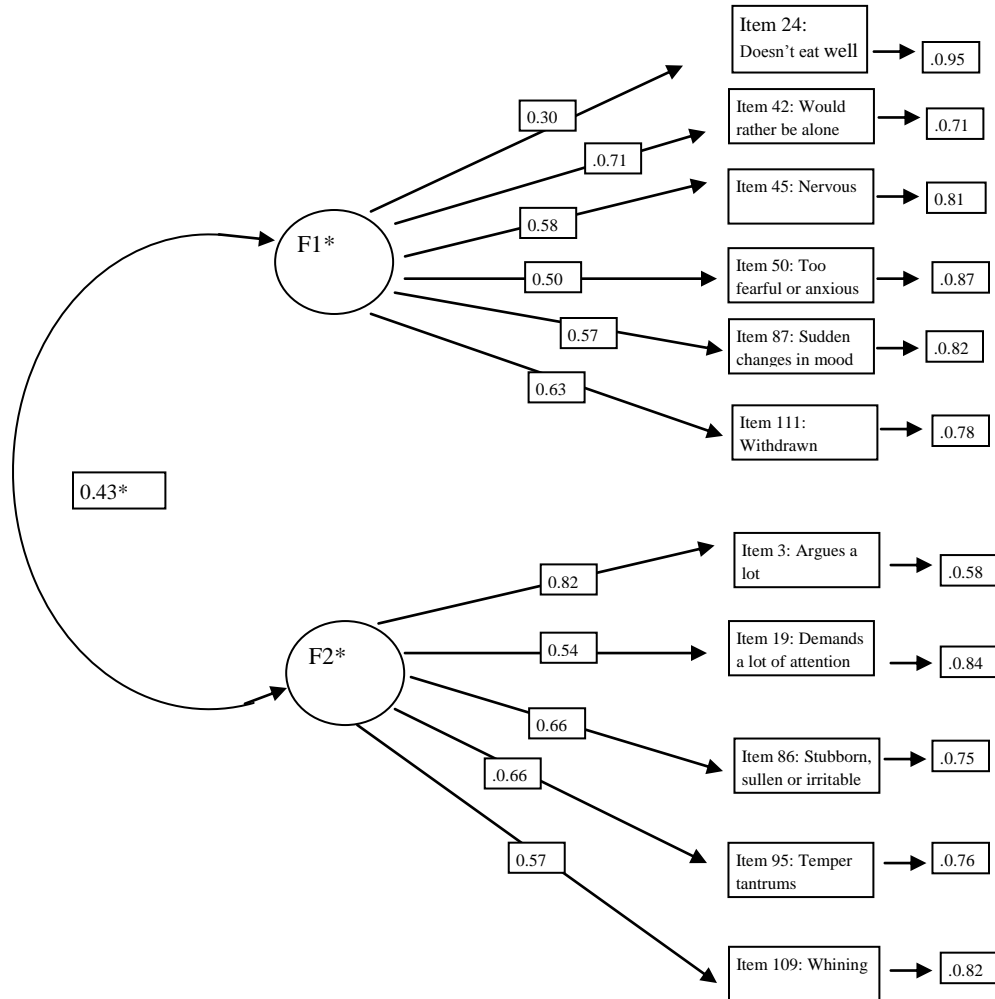 Item 24:
Doesn't eat well
.0.95
0.30
Item 42: Would
rather be alone
.0.71
.0.71
Item 45: Nervous
0.81
0.58
F1*
Item 50: Too
fearful or anxious
.0.87
0.50
Item 87: Sudden
changes in mood
.0.82
0.57
0.63
Item 111:
Withdrawn
.0.78
0.43*
Item 3: Argues a
lot
.0.58
0.82
F2*
Item 19: Demands
a lot of attention
.0.84
0.54
0.66
Item 86: Stubborn,
sullen or irritable
.0.75
.0.66
Item 95: Temper
tantrums
.0.76
0.57
Item 109: Whining
.0.82